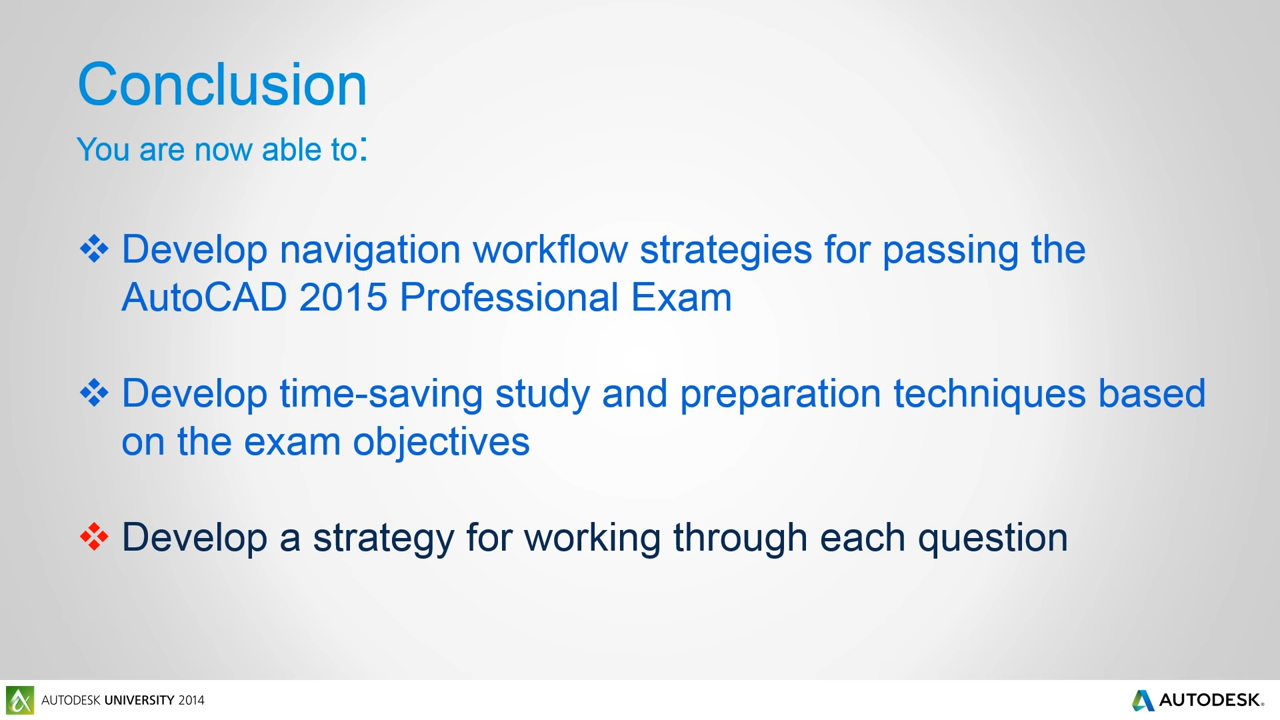 Conclusion
You are now able to:
❖ Develop navigation workflow strategies for passing the
AutoCAD 2015 Professional Exam
❖ Develop time-saving study and preparation techniques based
on the exam objectives
❖ Develop a strategy for working through each question
AUTODESK UNIVERSITY 2014
AUTODESK®